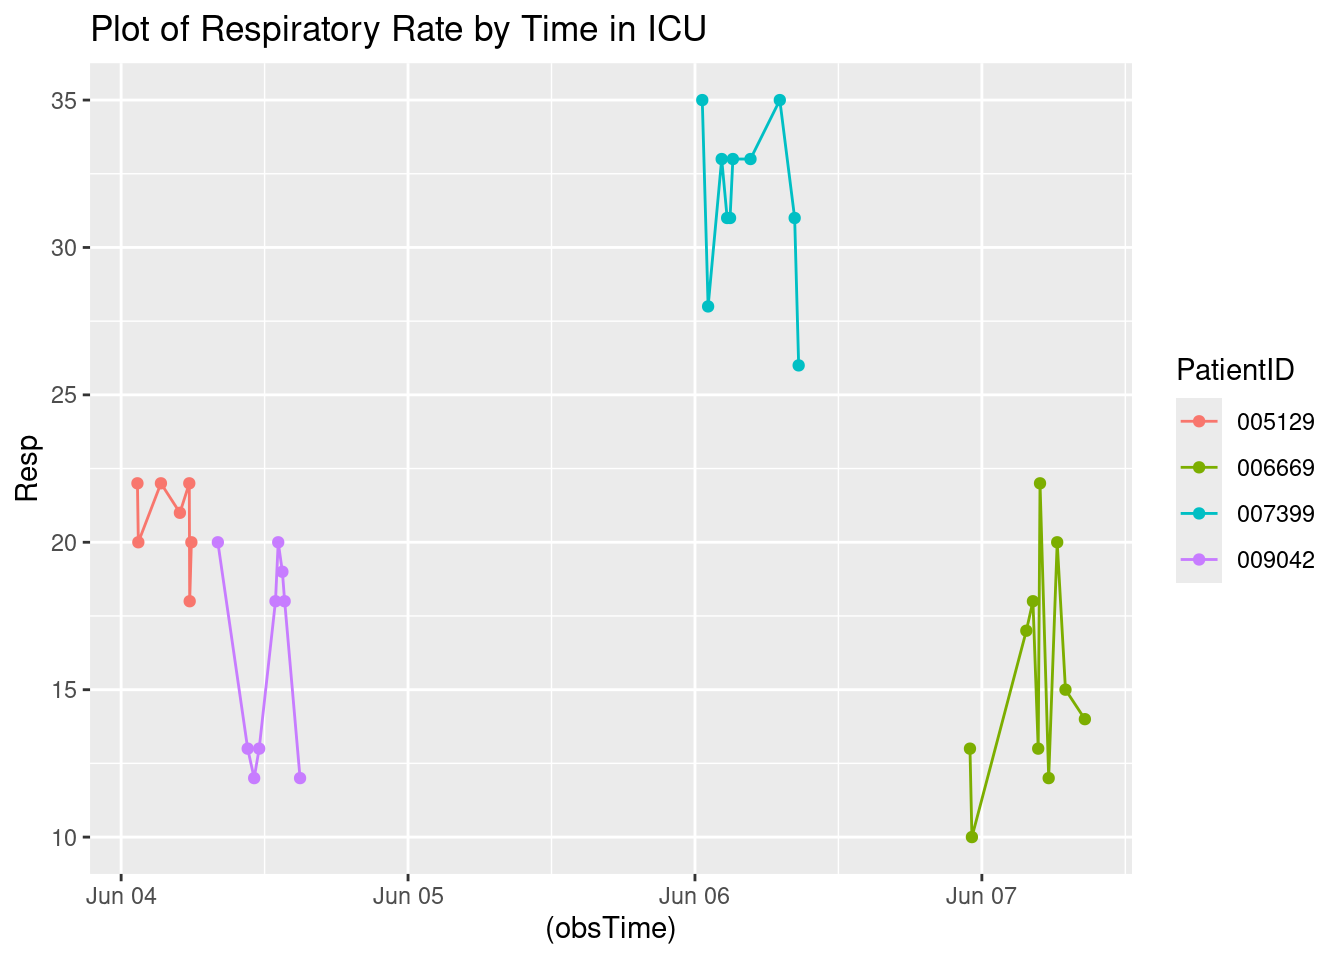 Plot of Respiratory Rate by Time in ICU
35
30
25
20
15
10
Resp
Jun 04 Jun 05 Jun 06 Jun 07
(obsTime)
PatientID
005129
006669
007399
009042